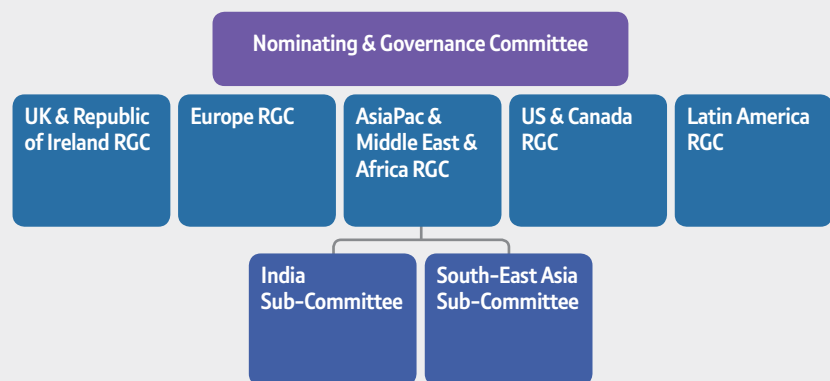 Nominating & Governance Committee
UK & Republic
of Ireland RGC
Europe RGC
AsiaPac &
Middle East &
Africa RGC
US & Canada
RGC
Latin America
RGC
India
Sub-Committee
South-East Asia
Sub-Committee